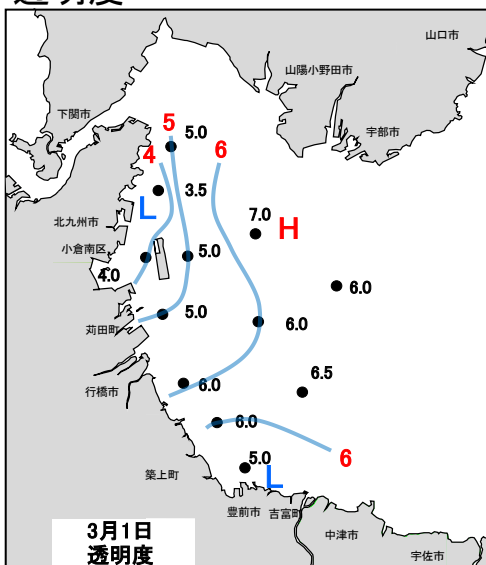 透明度
山口市
山陽小野田市
下関市
宇部市
5
5.0
4
6
3.5
L
7.0
H
北九州市
小倉南区
5.0
4.0
6.0
5.0
苅田町
6.0
6.5
行橋市
6.0
6.0
6
築上町
5.0
L
豊前市
吉富町
中津市
宇佐市
3月1日
透明度